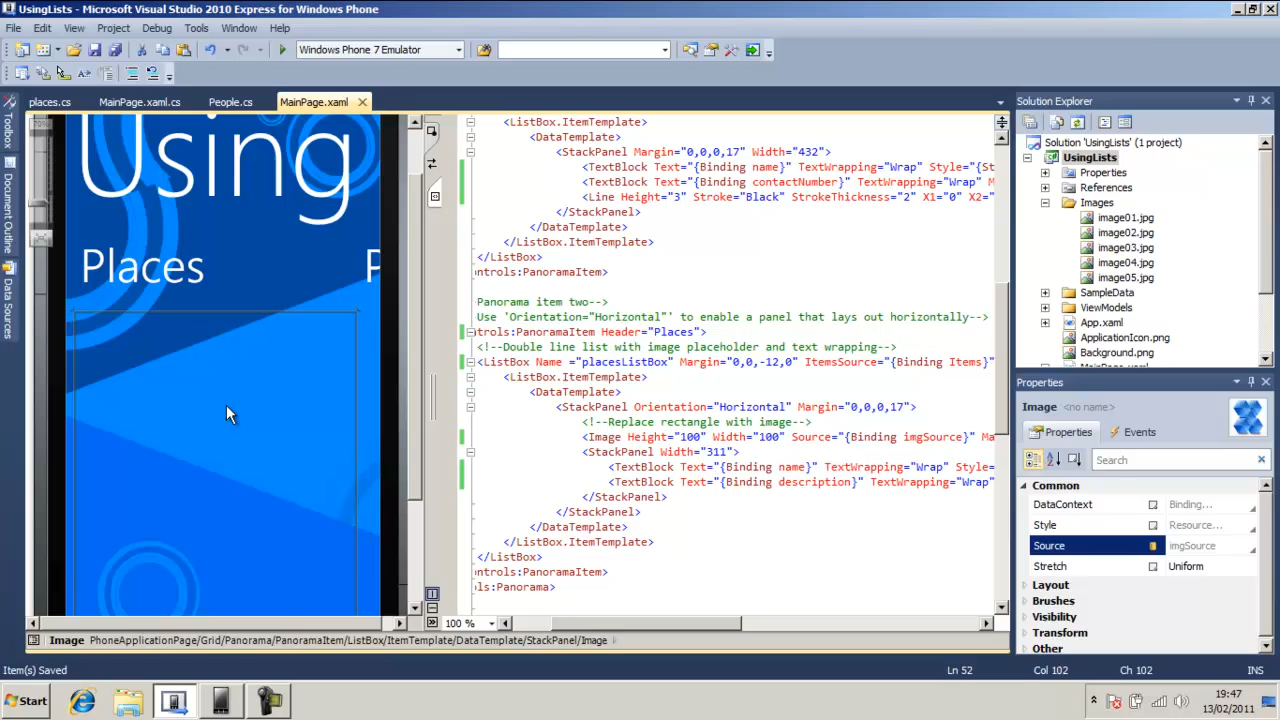 UsingLists - Microsoft Visual Studio 2010 Express for Windows Phone
File Edit View Project Debug Tools Window Help
Windows Phone 7 Emulator
places.cs MainPage.xaml.cs People.cs MainPage.xaml
Toolbox
Document Outline
Data Sources
Using
Places P
<ListBox.ItemTemplate>
<DataTemplate>
<StackPanel Margin="0,0,0,17" Width="432">
<TextBlock Text="{Binding name}" TextWrapping="Wrap" Style="{St
<TextBlock Text="{Binding contactNumber}" TextWrapping="Wrap" M
<Line Height="3" Stroke="Black" StrokeThickness="2" X1="0" X2="
</StackPanel>
</DataTemplate>
</ListBox.ItemTemplate>
</ListBox>
ontrols:PanoramaItem>
Panorama item two-->
Use 'Orientation="Horizontal"' to enable a panel that lays out horizontally-->
trols:PanoramaItem Header="Places">
<!--Double line list with image placeholder and text wrapping-->
<ListBox Name ="placesListBox" Margin="0,0,-12,0" ItemsSource="{Binding Items}"
<ListBox.ItemTemplate>
<DataTemplate>
<StackPanel Orientation="Horizontal" Margin="0,0,0,17">
<!--Replace rectangle with image-->
<Image Height="100" Width="100" Source="{Binding imgSource}" Ma
<StackPanel Width="311">
<TextBlock Text="{Binding name}" TextWrapping="Wrap" Style=
<TextBlock Text="{Binding description}" TextWrapping="Wrap"
</StackPanel>
</StackPanel>
</DataTemplate>
</ListBox.ItemTemplate>
</ListBox>
ontrols:PanoramaItem>
ls:Panorama>
100 %
Image PhoneApplicationPage/Grid/Panorama/PanoramaItem/ListBox/ItemTemplate/DataTemplate/StackPanel/Image
Solution Explorer
Solution 'UsingLists' (1 project)
UsingLists
Properties
References
Images
image01.jpg
image02.jpg
image03.jpg
image04.jpg
image05.jpg
SampleData
ViewModels
App.xaml
ApplicationIcon.png
Background.png
MainPage.xaml
Properties
Image <no name>
Properties Events
Search
Common
DataContext Binding...
Style Resource...
Source imgSource
Stretch Uniform
Layout
Brushes
Visibility
Transform
Other
Item(s) Saved Ln 52 Col 102 Ch 102 INS
Start 19:47
13/02/2011